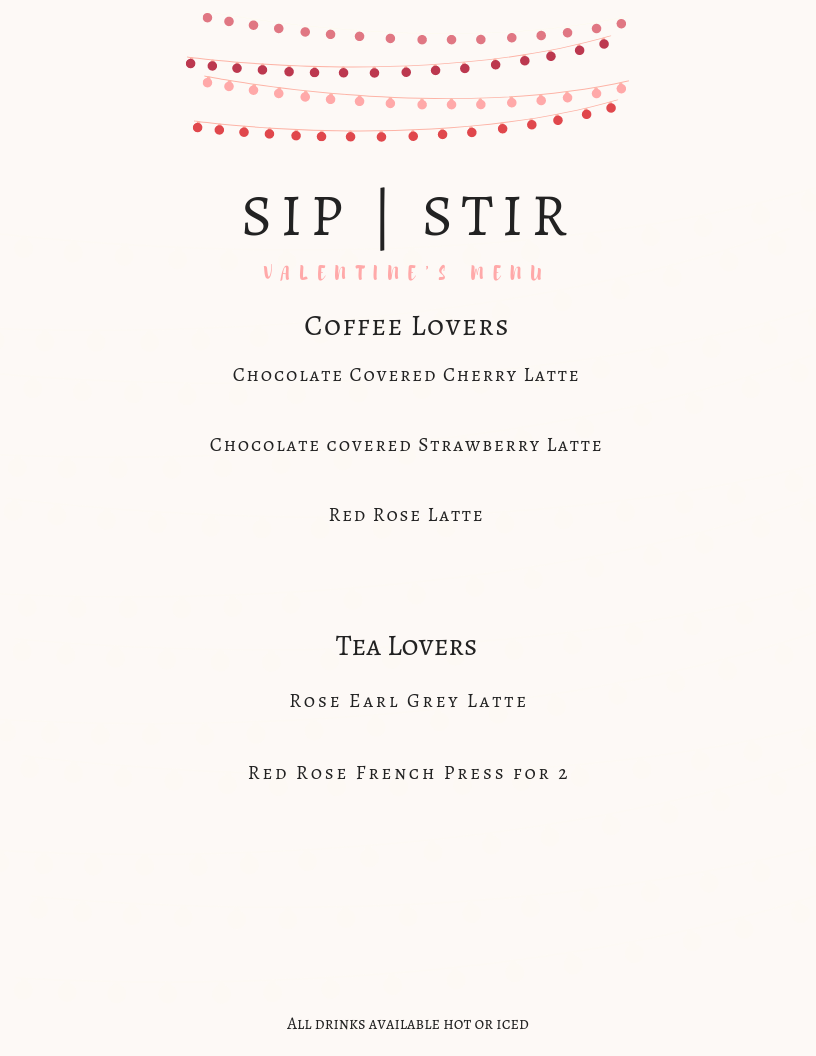 SIP | STIR
VALENTINE'S MENU
Coffee Lovers
Chocolate Covered Cherry Latte
Chocolate covered Strawberry Latte
Red Rose Latte
Tea Lovers
Rose Earl Grey Latte
Red Rose French Press for 2
All drinks available hot or iced